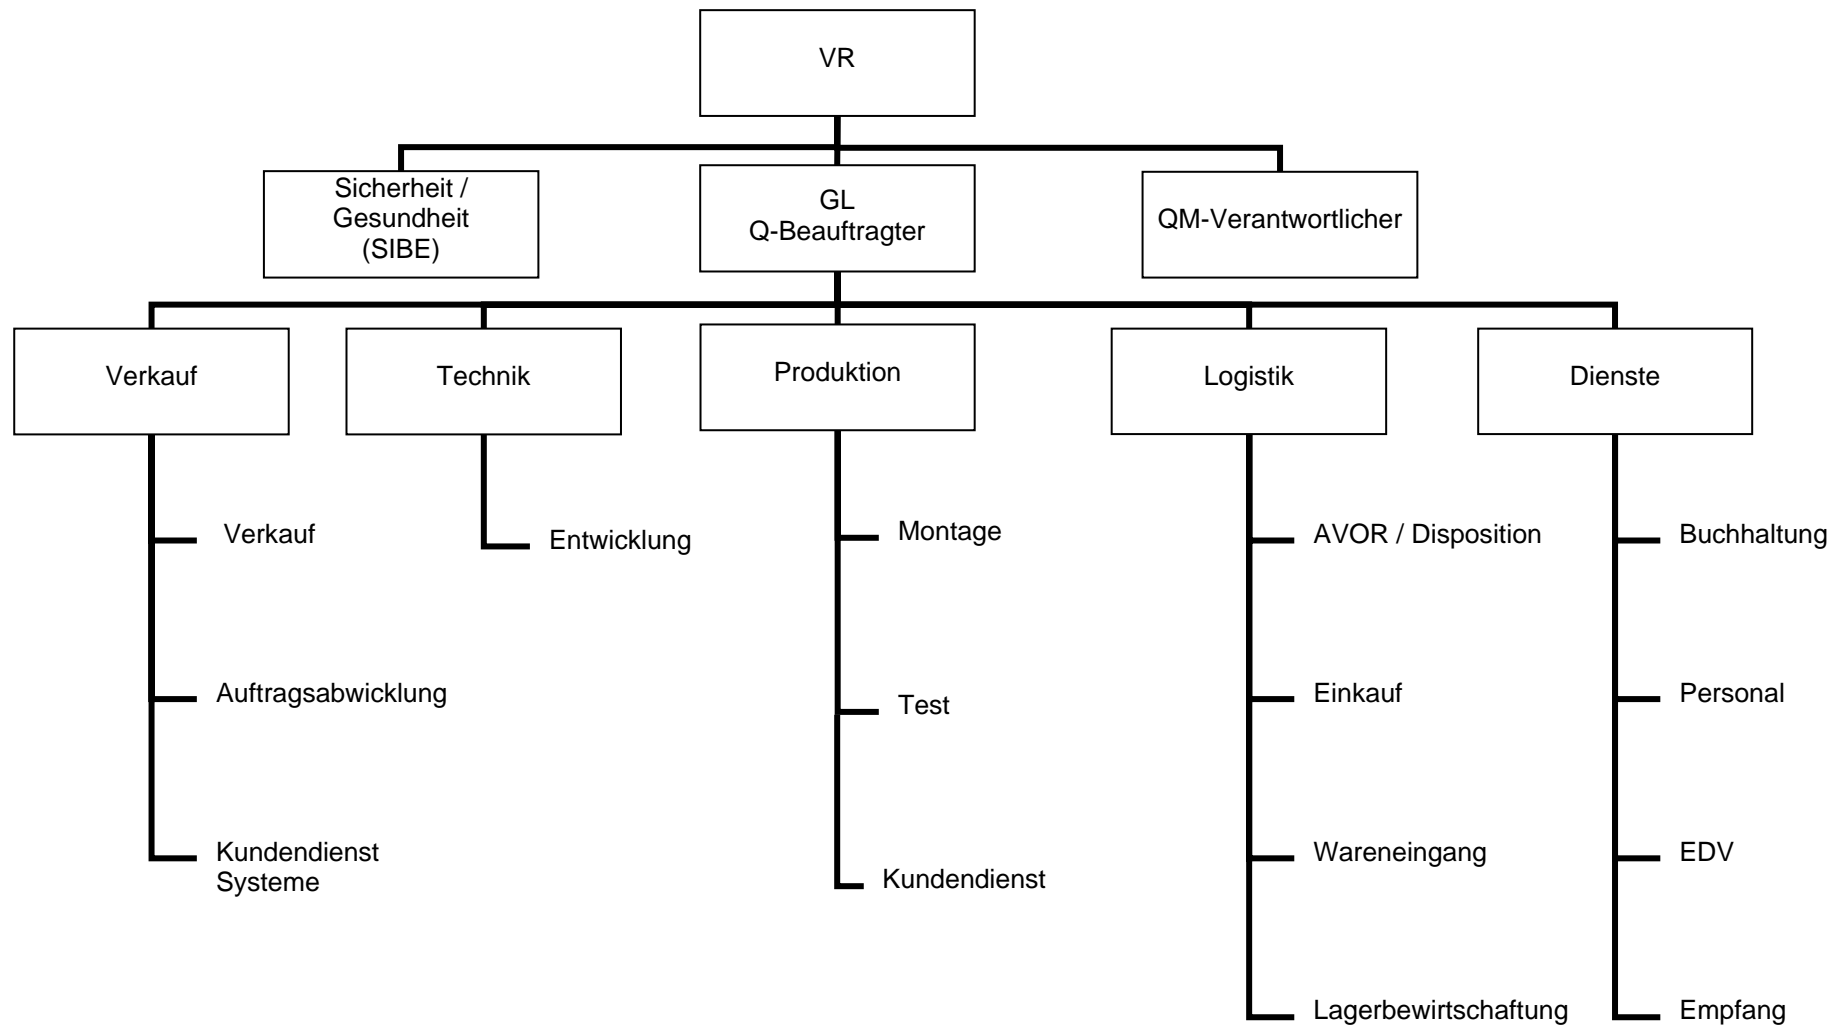 VR
Sicherheit /
Gesundheit
(SIBE)
GL
Q-Beauftragter
QM-Verantwortlicher
Verkauf
Technik
Produktion
Logistik
Dienste
Verkauf
Auftragsabwicklung
Kundendienst
Systeme
Entwicklung
Montage
Test
Kundendienst
AVOR / Disposition
Einkauf
Wareneingang
Lagerbewirtschaftung
Buchhaltung
Personal
EDV
Empfang